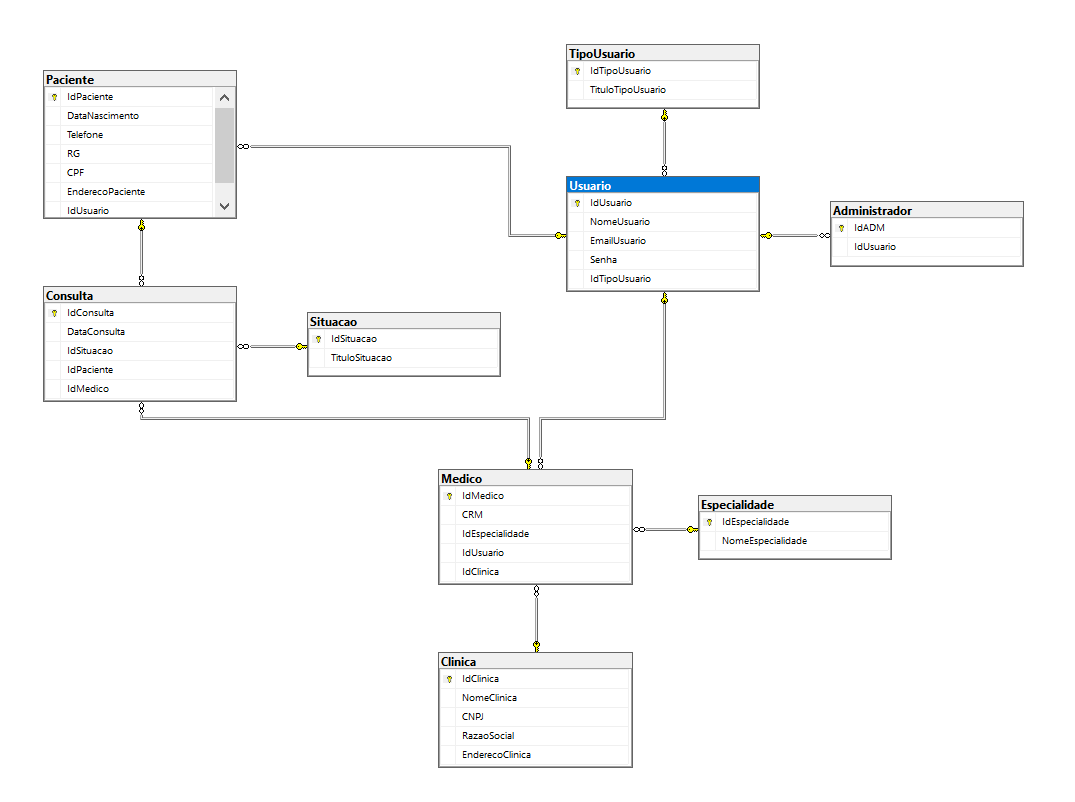 TipoUsuario
IdTipoUsuario
TituloTipoUsuario
Paciente
IdPaciente
DataNascimento
Telefone
RG
CPF
EnderecoPaciente
IdUsuario
Usuario
IdUsuario
NomeUsuario
EmailUsuario
Senha
IdTipoUsuario
Administrador
IdADM
IdUsuario
Consulta
IdConsulta
DataConsulta
IdSituacao
IdPaciente
IdMedico
Situacao
IdSituacao
TituloSituacao
Medico
IdMedico
CRM
IdEspecialidade
IdUsuario
IdClinica
Especialidade
IdEspecialidade
NomeEspecialidade
Clinica
IdClinica
NomeClinica
CNPJ
RazaoSocial
EnderecoClinica